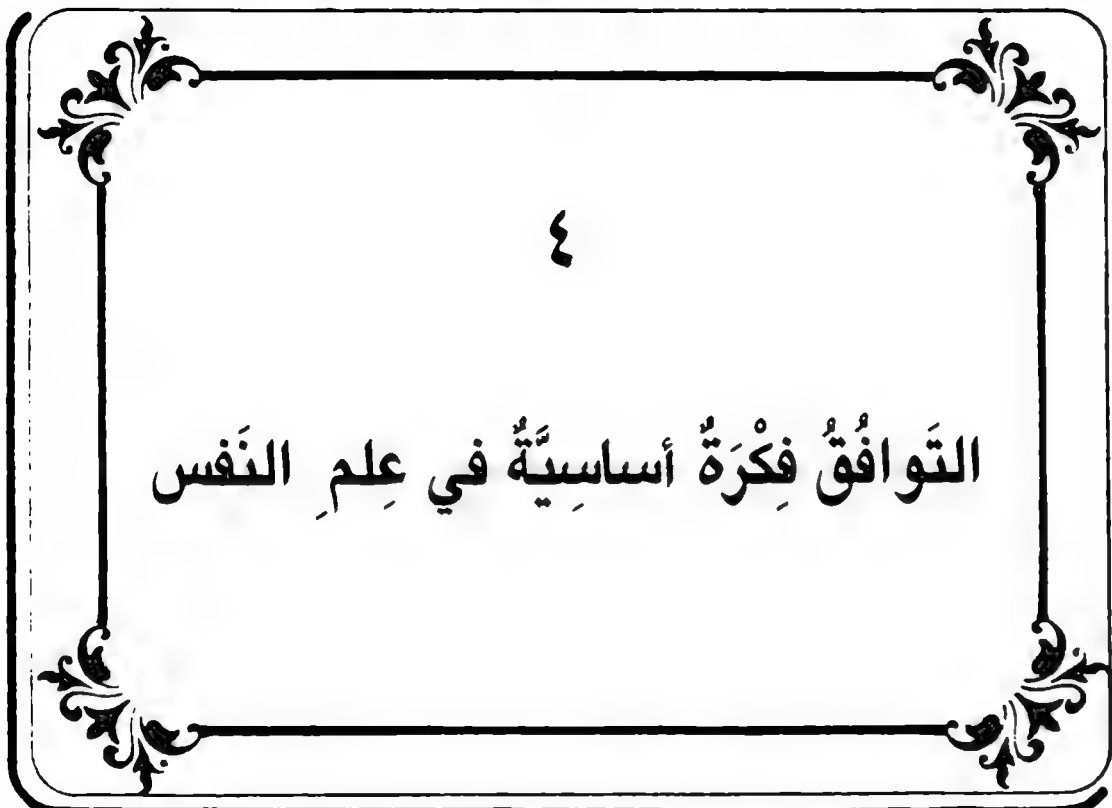 ٤
التَوافُقُ فِكْرَةٌ أساسِيَّةٌ في عِلمِ النَفس